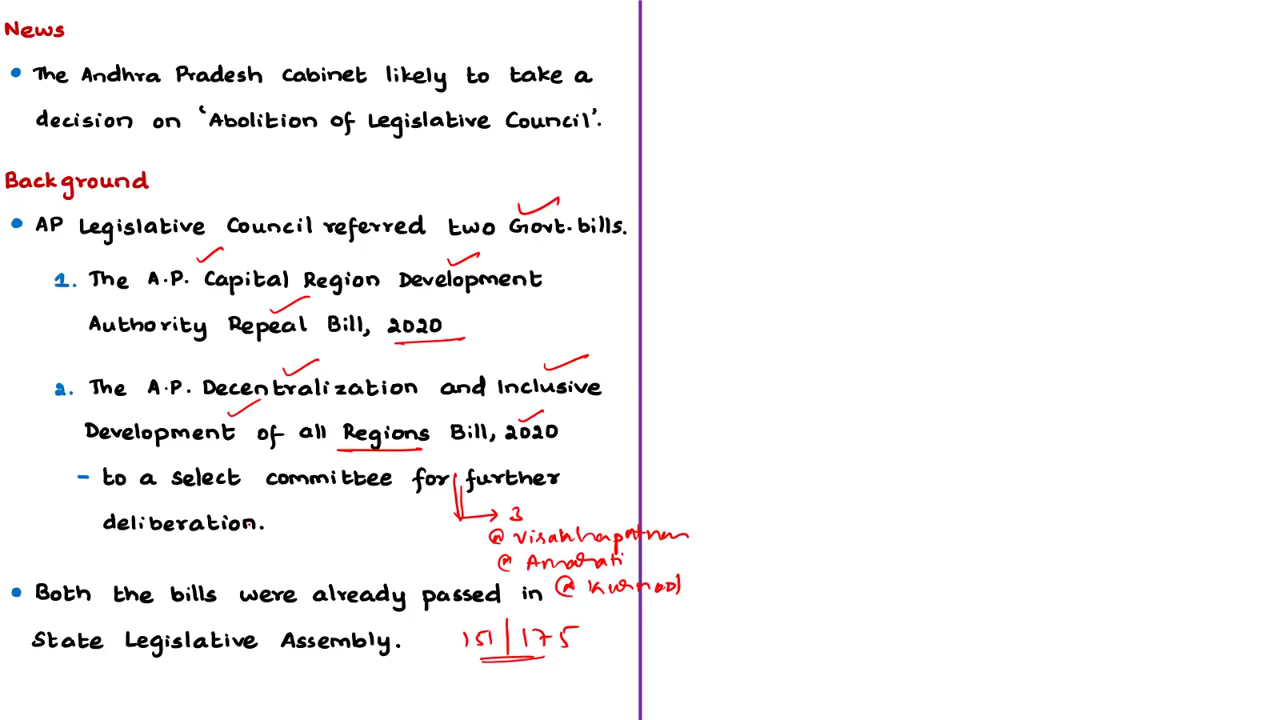 News
• The Andhra Pradesh Cabinet likely to take a
decision on ‘Abolition of Legislative Council’.
Background
• AP Legislative Council referred two Govt. bills.
1. The A.P. Capital Region Development
Authority Repeal Bill, 2020
2. The A.P. Decentralization and Inclusive
Development of all Regions Bill, 2020
- to a select committee for further
deliberation.
→ 3
@ Visakhapatnam
@ Amarati
@ Kurnool
• Both the bills were already passed in
State Legislative Assembly.
151 | 175